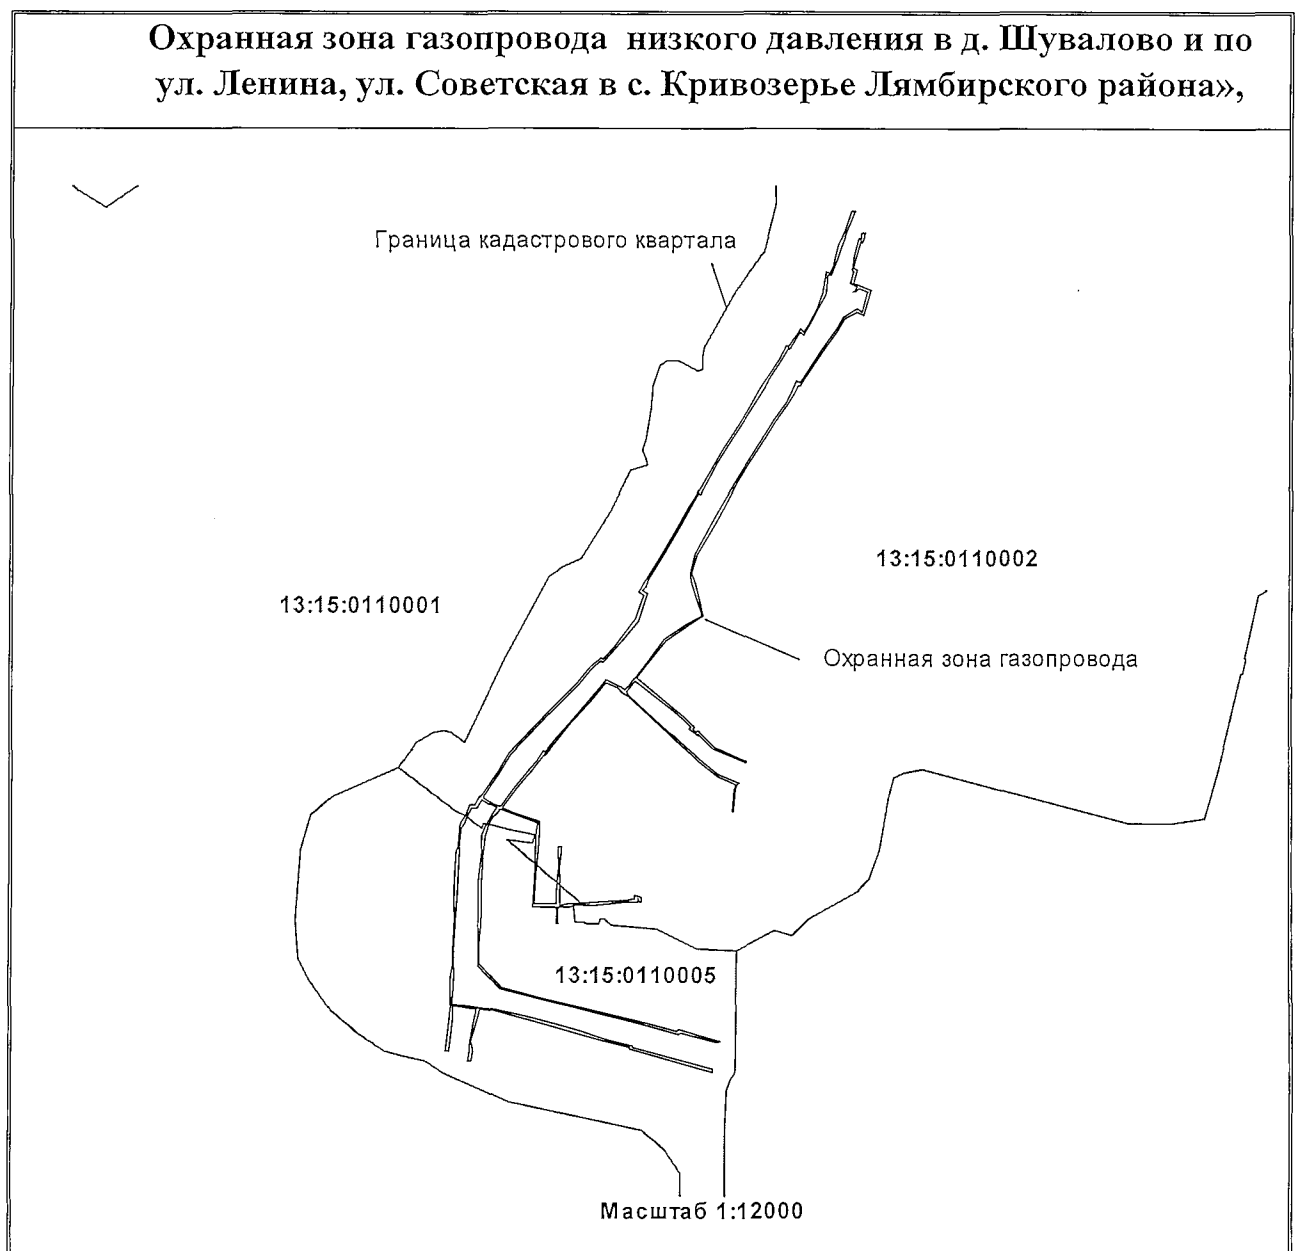 Охранная зона газопровода низкого давления в д. Шувалово и по
ул. Ленина, ул. Советская в с. Кривозерье Лямбирского района»,
Граница кадастрового квартала
13:15:0110002
13:15:0110001
Охранная зона газопровода
13:15:0110005
Масштаб 1:12000